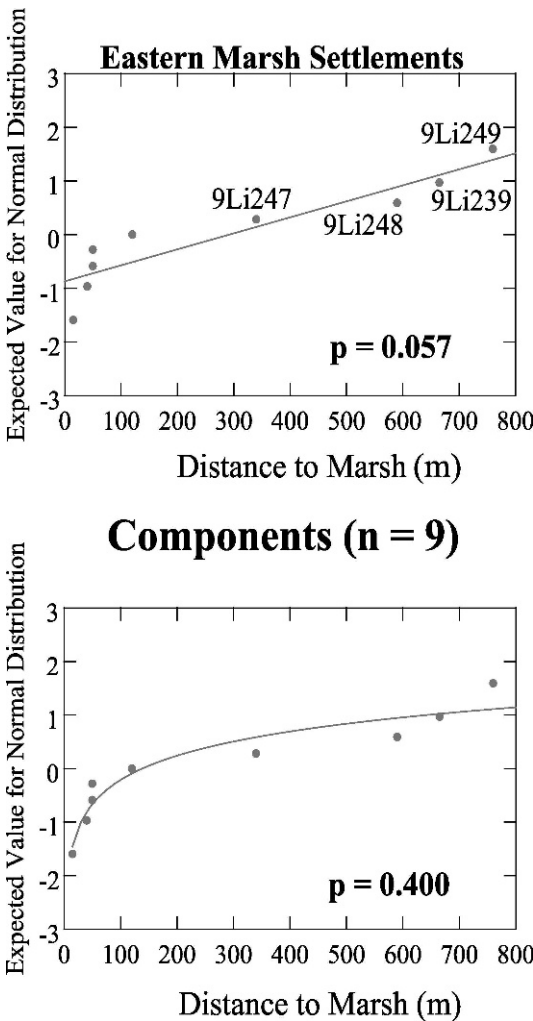 Eastern Marsh Settlements
Expected Value for Normal Distribution
3
2
1
0
-1
-2
-3
9Li249
9Li247
9Li239
9Li248
p = 0.057
0 100 200 300 400 500 600 700 800
Distance to Marsh (m)
Components (n = 9)
Expected Value for Normal Distribution
3
2
1
0
-1
-2
-3
p = 0.400
0 100 200 300 400 500 600 700 800
Distance to Marsh (m)